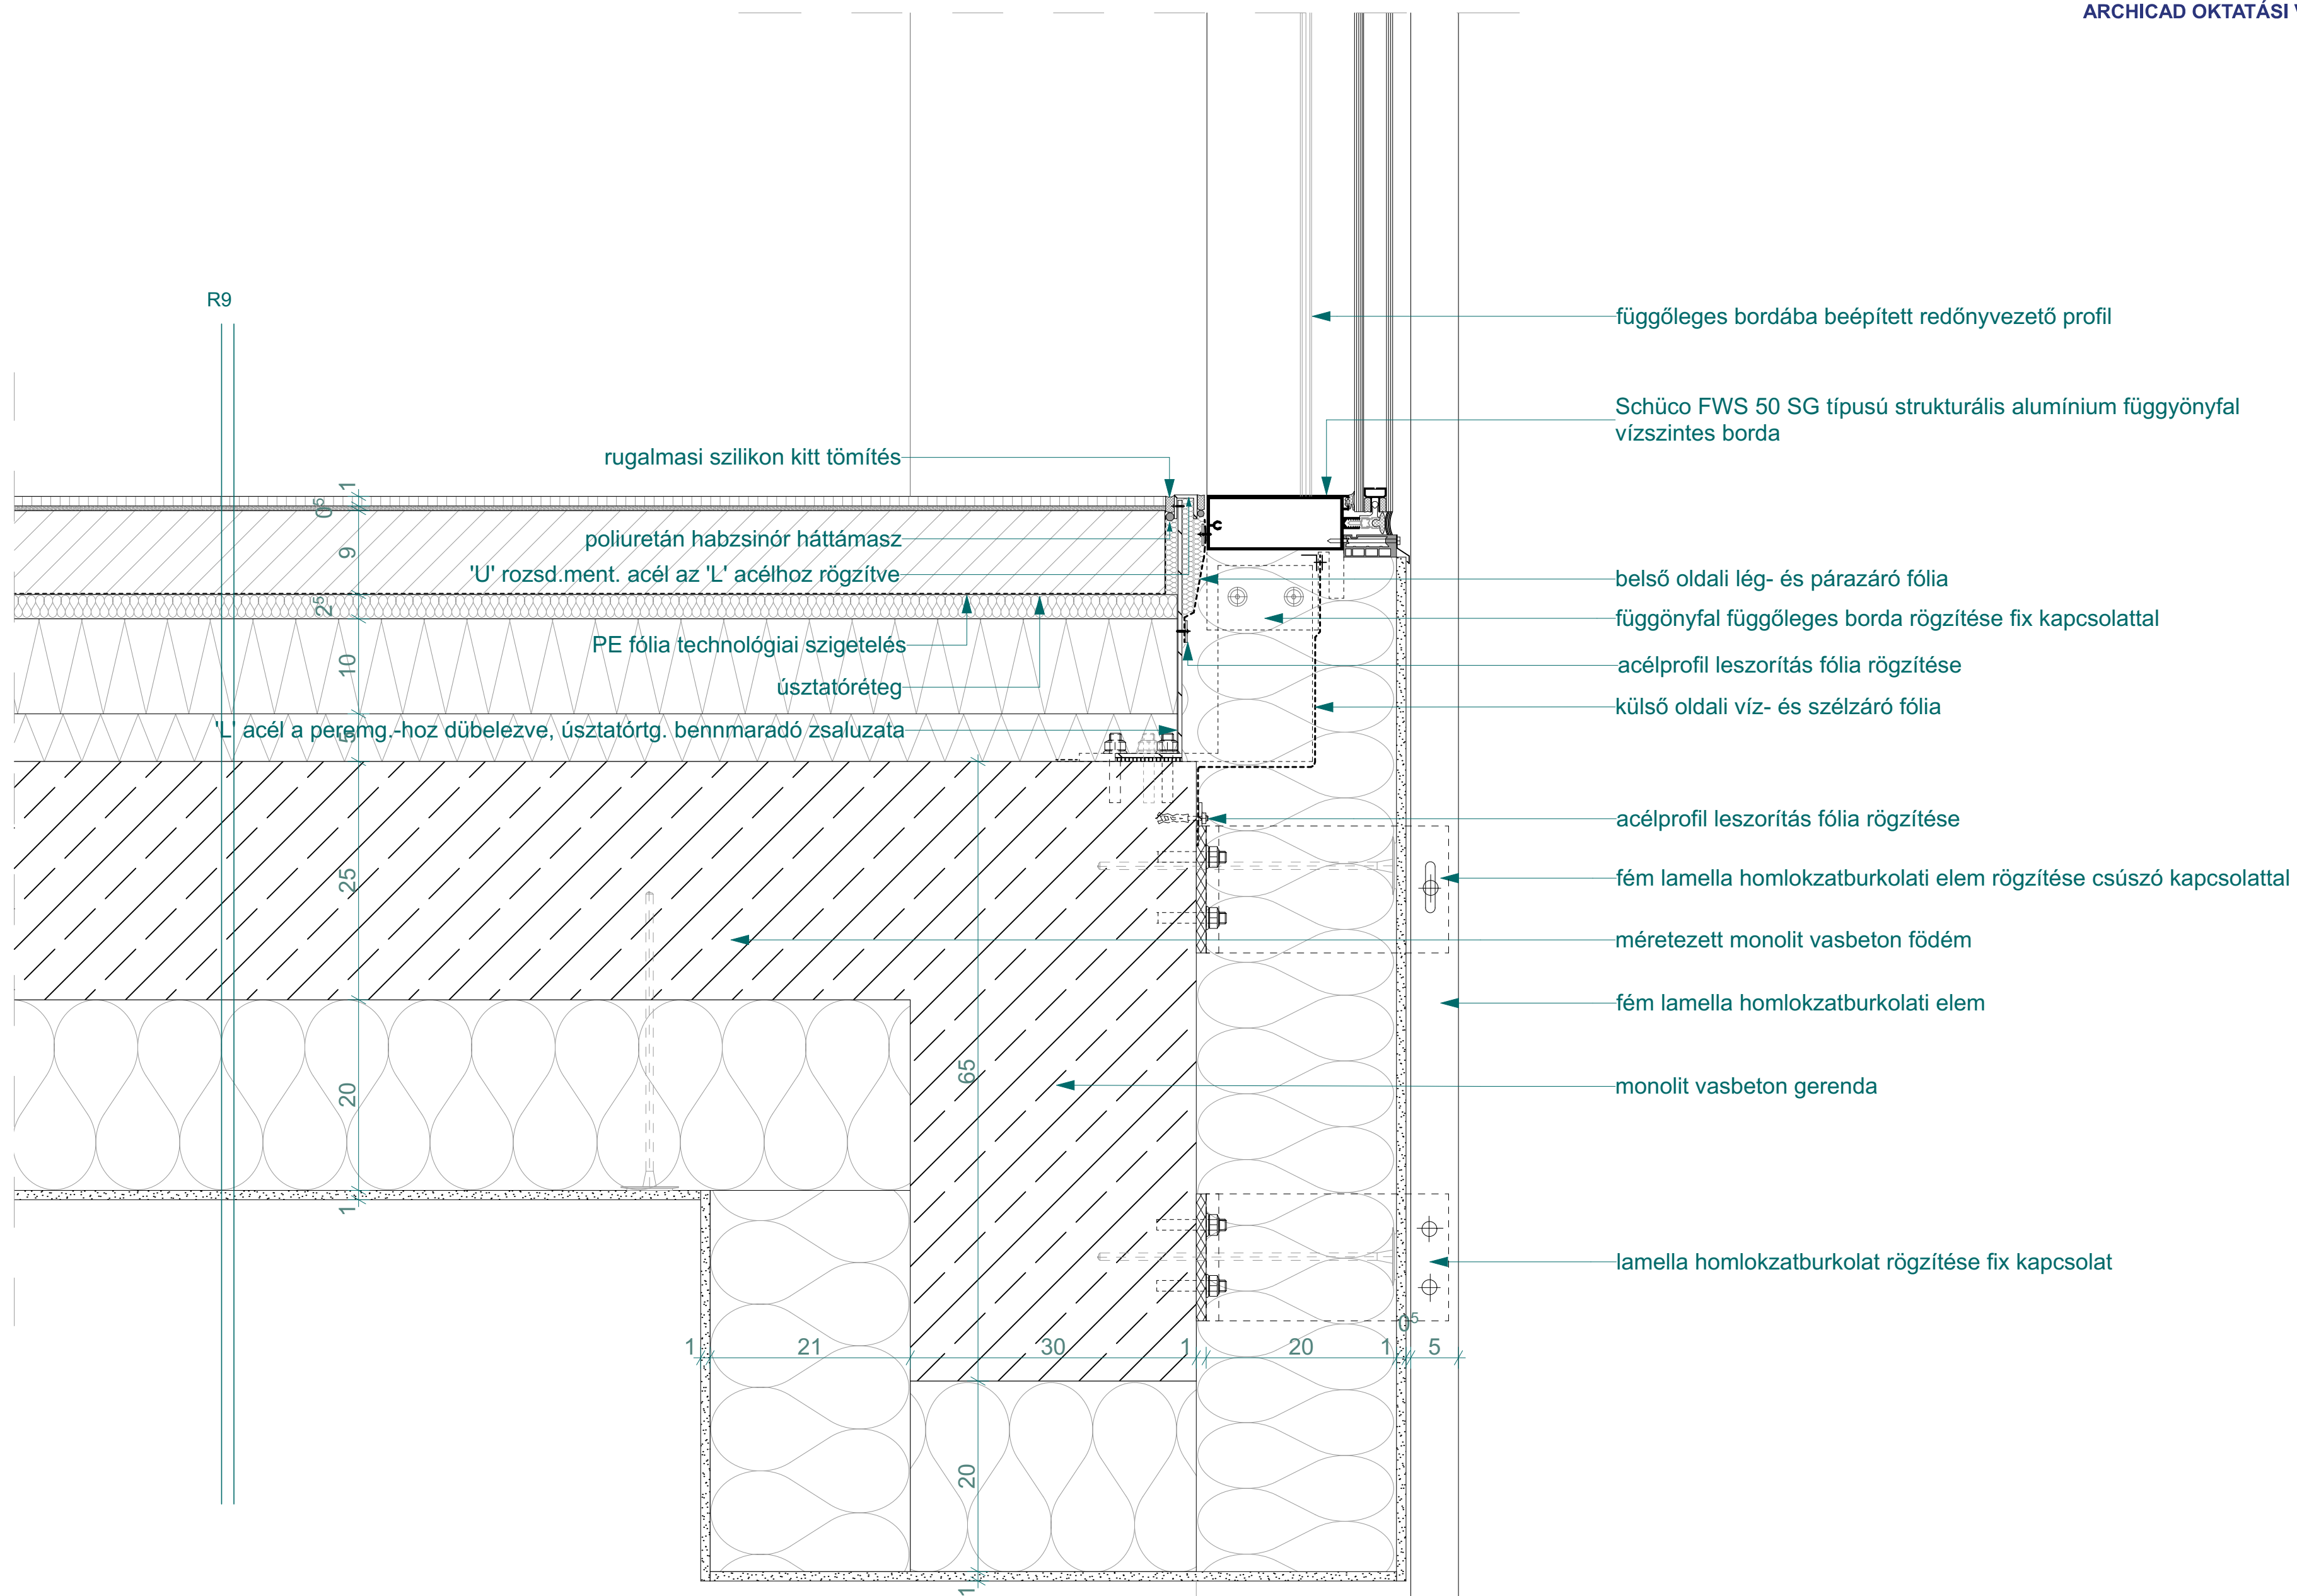 ARCHICAD OKTATÁSI V
R9
függőleges bordába beépített redőnyvezető profil
Schüco FWS 50 SG típusú strukturális alumínium függyönyfal
vízszintes borda
rugalmasi szilikon kitt tömítés
poliuretán habzsinór háttámasz
'U' rozsd.ment. acél az 'L' acélhoz rögzítve
PE fólia technológiai szigetelés
úsztatóréteg
'L' acél a peremg.-hoz dübelezve, úsztatórtg. bennmaradó zsaluzata
belső oldali lég- és párazáró fólia
függönyfal függőleges borda rögzítése fix kapcsolattal
acélprofil leszorítás fólia rögzítése
külső oldali víz- és szélzáró fólia
acélprofil leszorítás fólia rögzítése
fém lamella homlokzatburkolati elem rögzítése csúszó kapcsolattal
méretezett monolit vasbeton födém
fém lamella homlokzatburkolati elem
monolit vasbeton gerenda
lamella homlokzatburkolat rögzítése fix kapcsolat
1
0⁵
9
2⁵
10
5
25
20
1
65
20
1
1 21 30 1 20 1 0⁵ 5